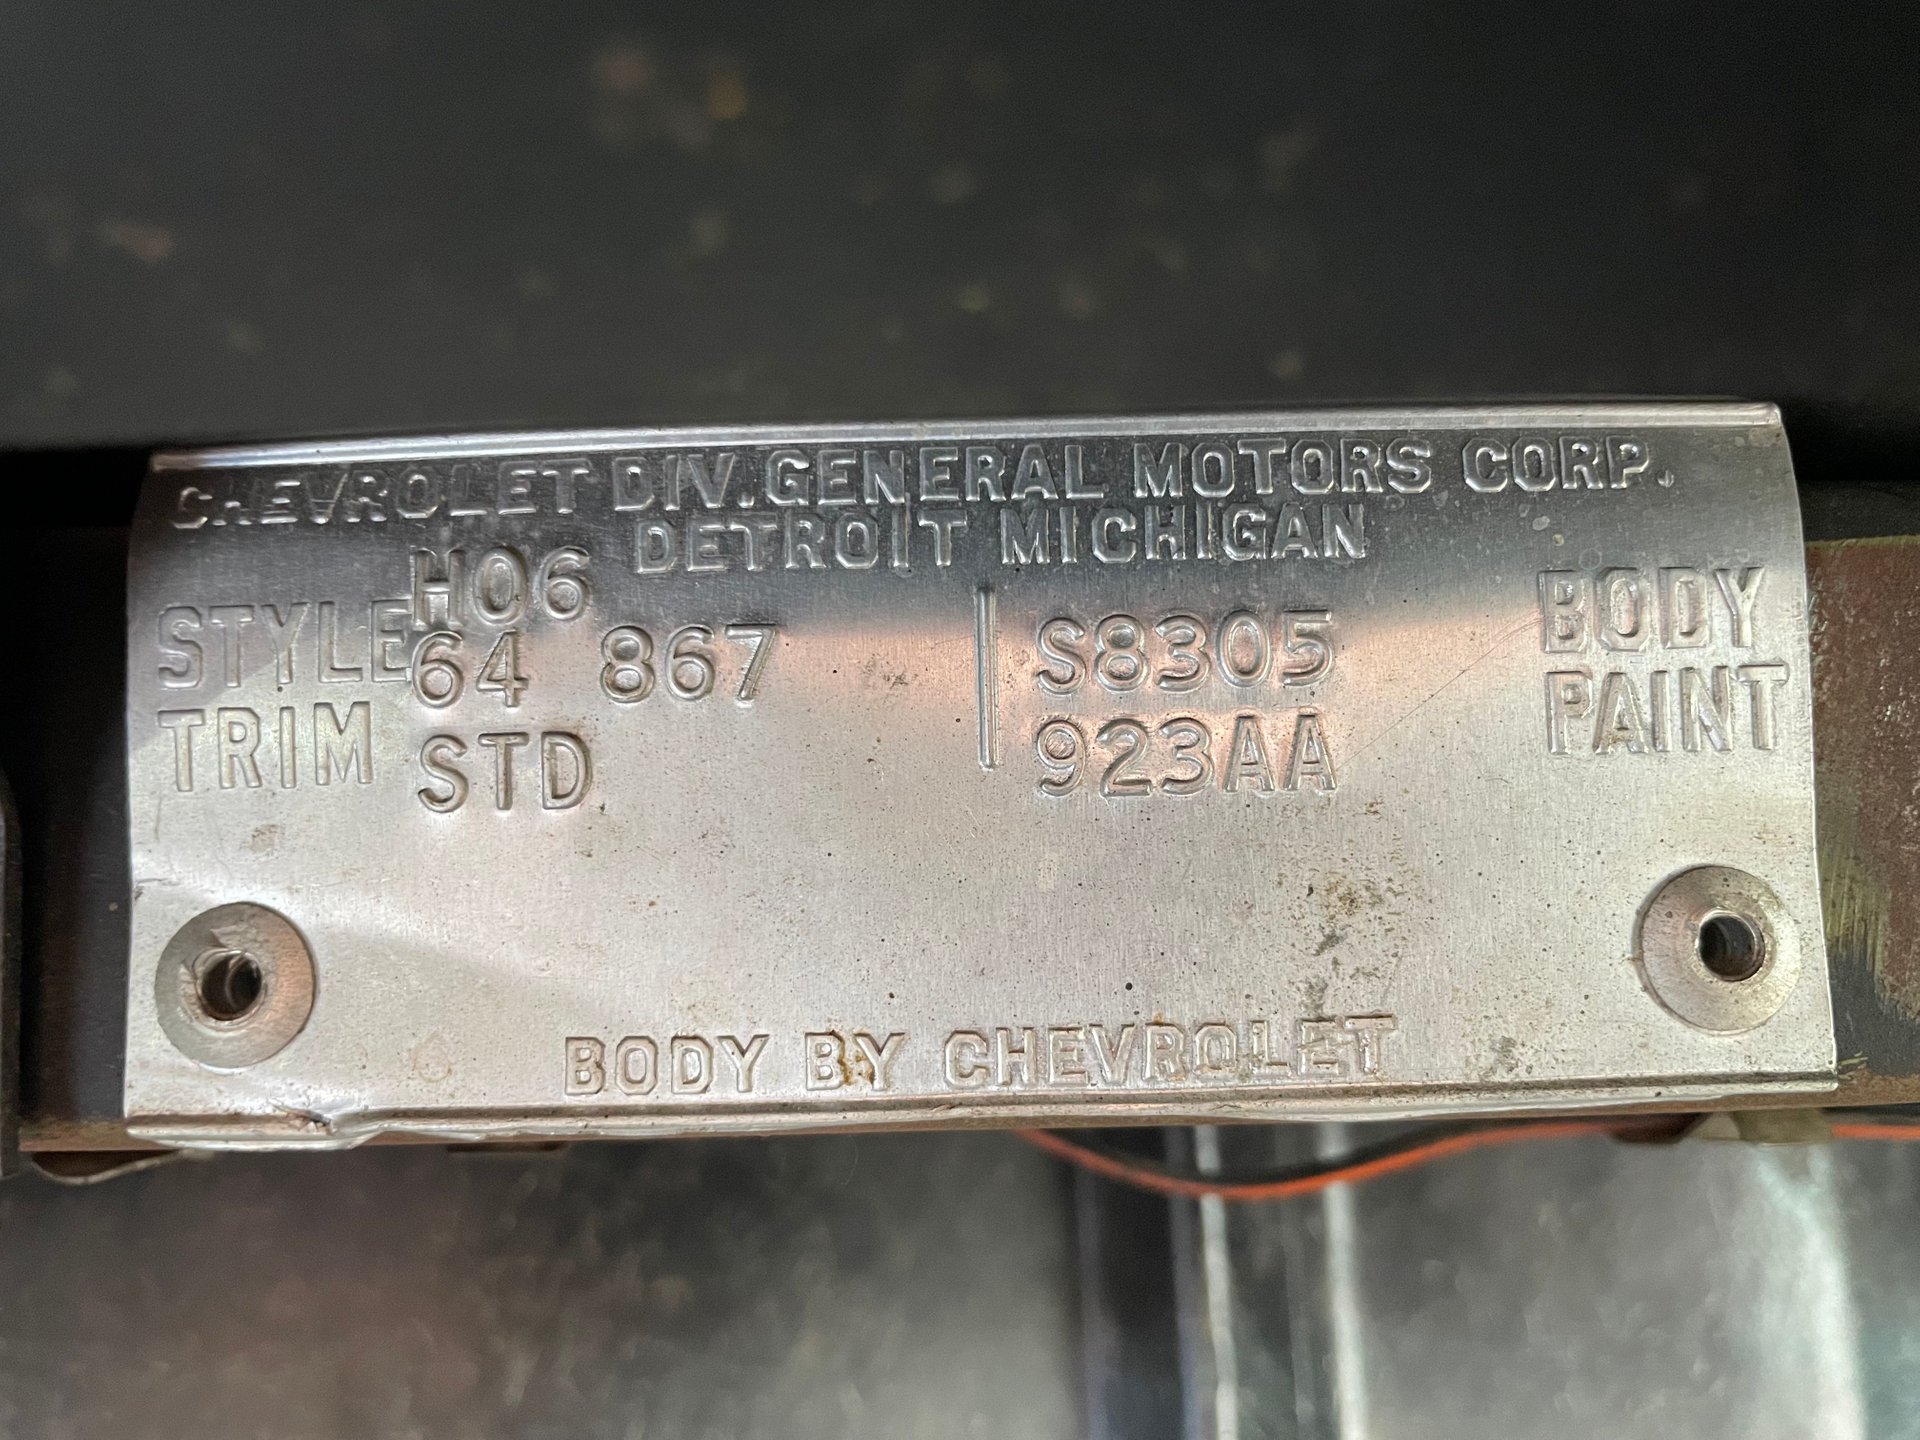 CHEVROLET DIV. GENERAL MOTORS CORP.
DETROIT MICHIGAN
H06
STYLE 64 867 | S8305 BODY
TRIM STD 923AA PAINT
BODY BY CHEVROLET